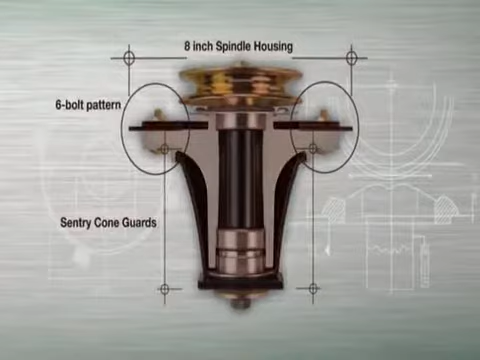 8 inch Spindle Housing
6-bolt pattern
Sentry Cone Guards